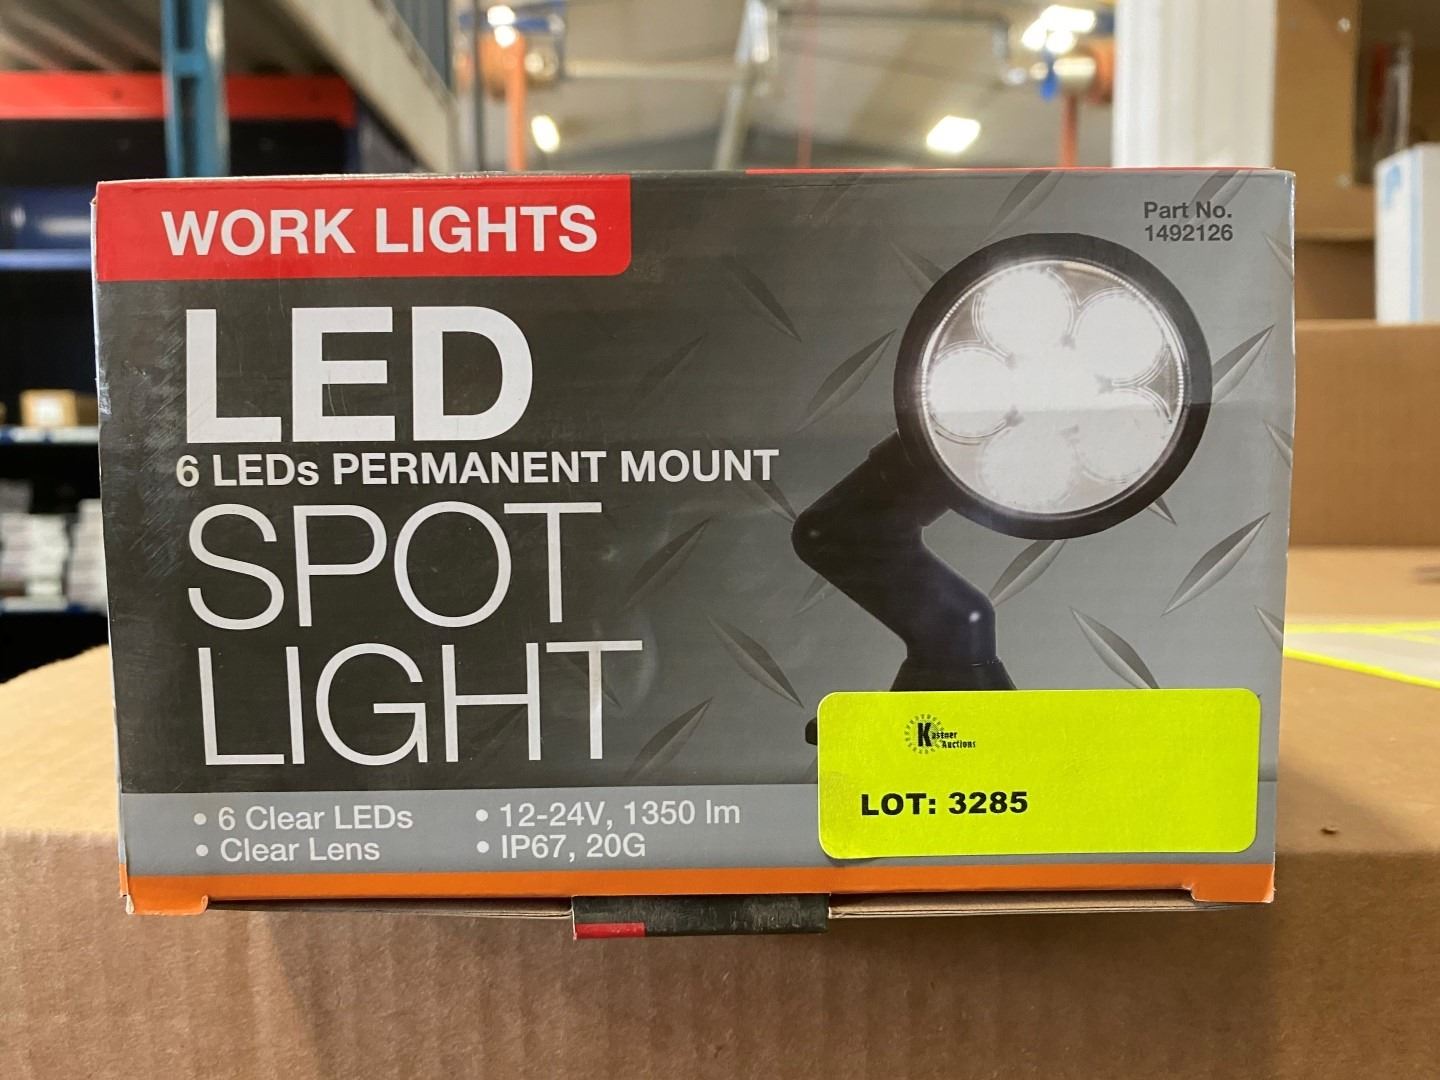 WORK LIGHTS
Part No.
1492126
LED
6 LEDs PERMANENT MOUNT
SPOT
LIGHT
• 6 Clear LEDs
• Clear Lens
• 12-24V, 1350 lm
• IP67, 20G
Kastner
Auctions
LOT: 3285